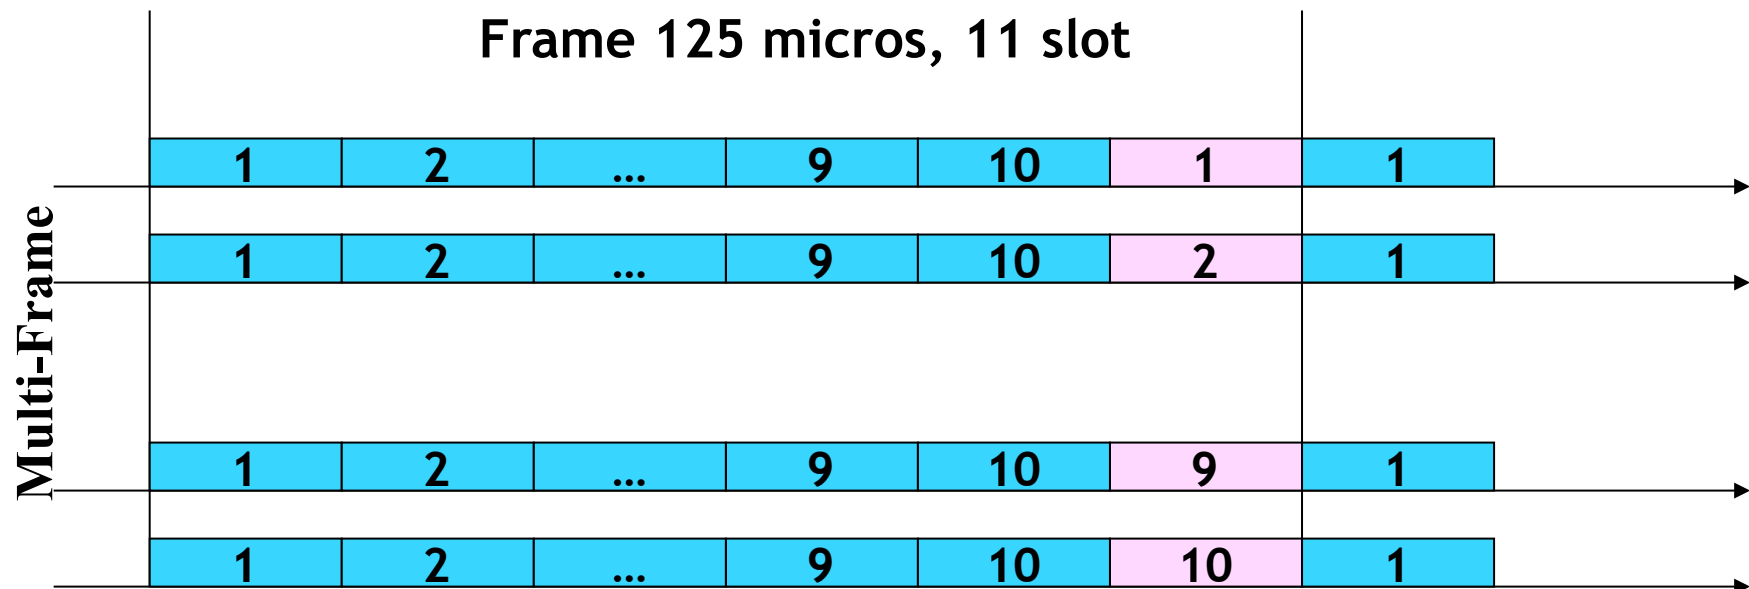 Frame 125 micros, 11 slot
1 2 ... 9 10 1 1
1 2 ... 9 10 2 1
Multi-Frame
1 2 ... 9 10 9 1
1 2 ... 9 10 10 1